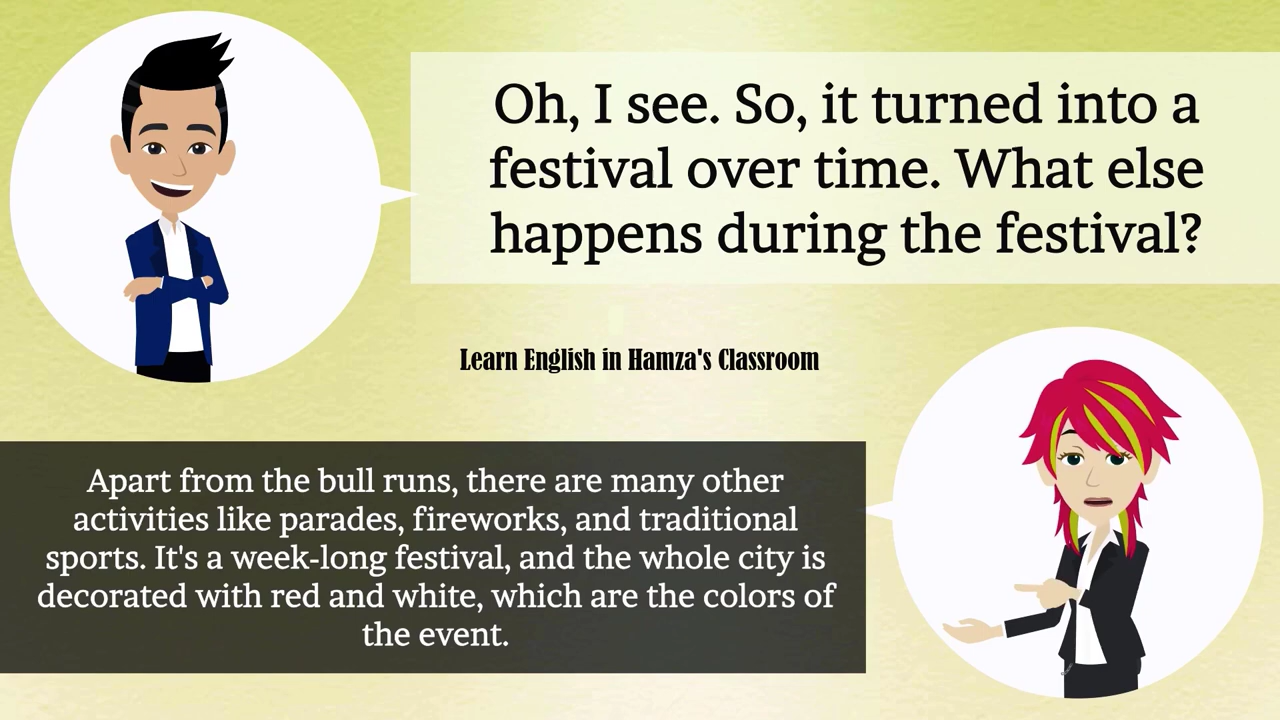 Oh, I see. So, it turned into a
festival over time. What else
happens during the festival?
Learn English in Hamza's Classroom
Apart from the bull runs, there are many other
activities like parades, fireworks, and traditional
sports. It's a week-long festival, and the whole city is
decorated with red and white, which are the colors of
the event.